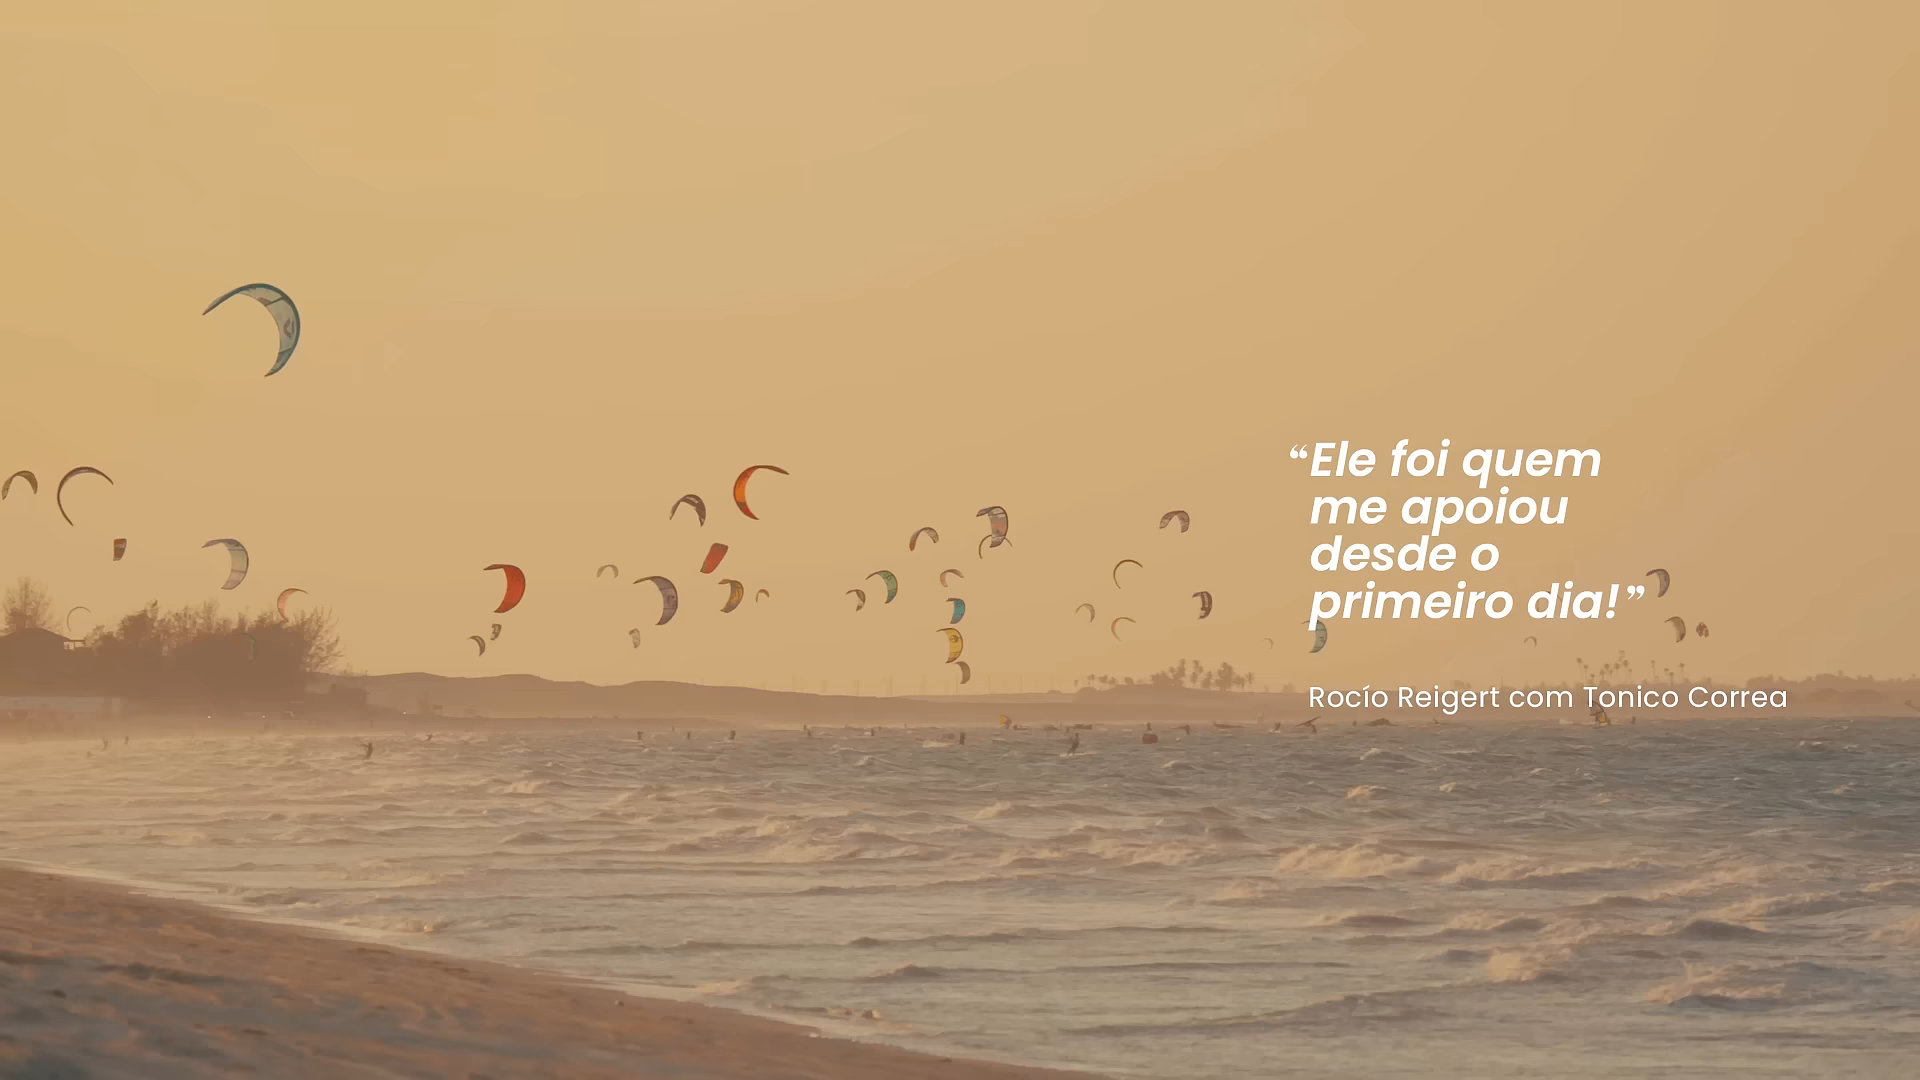 “Ele foi quem
me apoiou
desde o
primeiro dia!”
Rocío Reigert com Tonico Correa